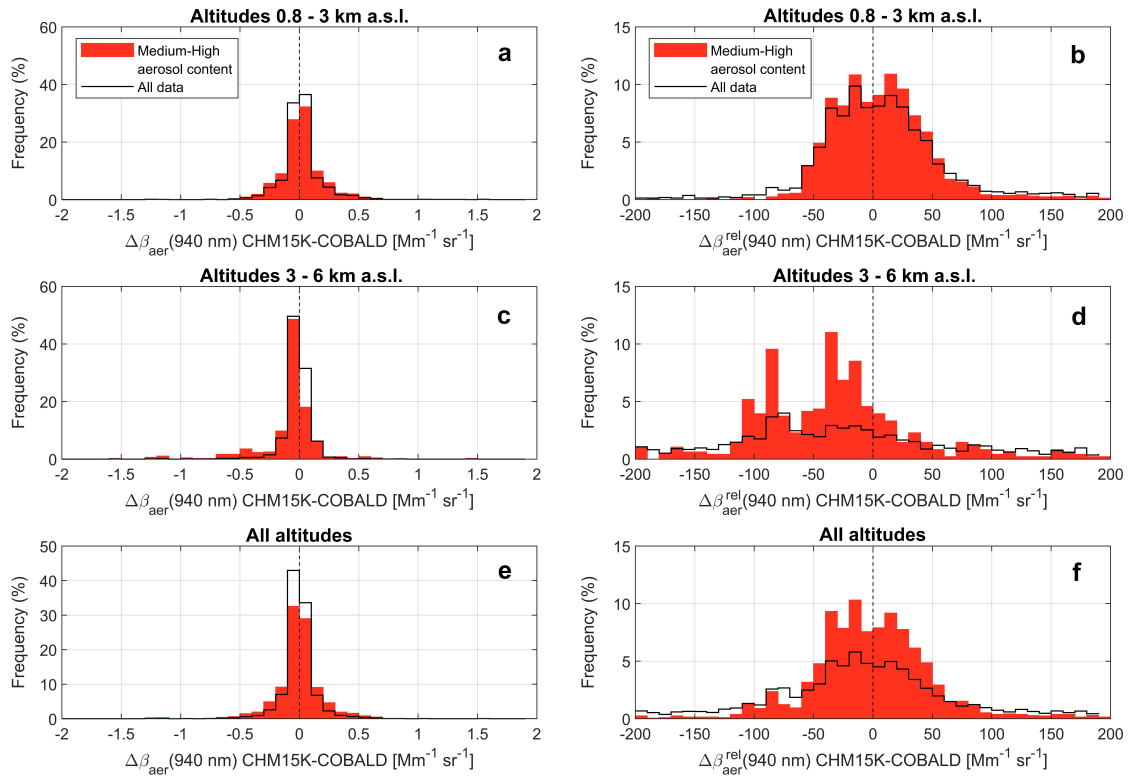 Altitudes 0.8 - 3 km a.s.l.
60
40
20
0
Frequency (%)
Medium-High
aerosol content
All data
a
-2 -1.5 -1 -0.5 0 0.5 1 1.5 2
Δβaer(940 nm) CHM15K-COBALD [Mm-1 sr-1]
Altitudes 0.8 - 3 km a.s.l.
15
10
5
0
Frequency (%)
Medium-High
aerosol content
All data
b
-200 -150 -100 -50 0 50 100 150 200
Δβaer rel(940 nm) CHM15K-COBALD [Mm-1 sr-1]
Altitudes 3 - 6 km a.s.l.
60
40
20
0
Frequency (%)
c
-2 -1.5 -1 -0.5 0 0.5 1 1.5 2
Δβaer(940 nm) CHM15K-COBALD [Mm-1 sr-1]
Altitudes 3 - 6 km a.s.l.
15
10
5
0
Frequency (%)
d
-200 -150 -100 -50 0 50 100 150 200
Δβaer rel(940 nm) CHM15K-COBALD [Mm-1 sr-1]
All altitudes
50
40
30
20
10
0
Frequency (%)
e
-2 -1.5 -1 -0.5 0 0.5 1 1.5 2
Δβaer(940 nm) CHM15K-COBALD [Mm-1 sr-1]
All altitudes
15
10
5
0
Frequency (%)
f
-200 -150 -100 -50 0 50 100 150 200
Δβaer rel(940 nm) CHM15K-COBALD [Mm-1 sr-1]